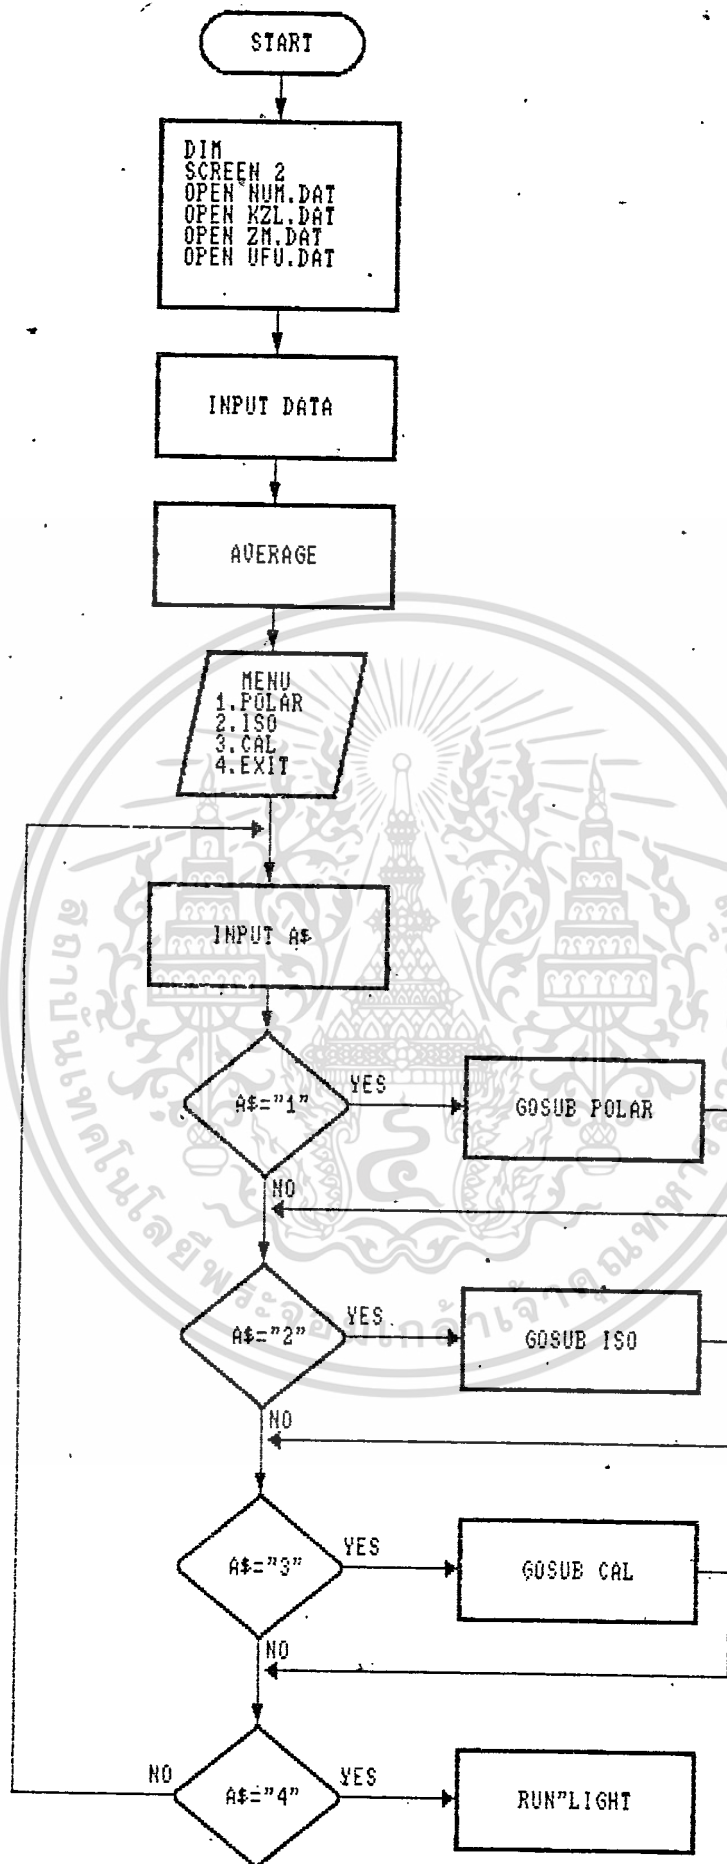 START
DIM
SCREEN 2
OPEN NUM.DAT
OPEN KZL.DAT
OPEN ZM.DAT
OPEN UFU.DAT
INPUT DATA
AVERAGE
MENU
1.POLAR
2.ISO
3.CAL
4.EXIT
INPUT A$
A$="1"
YES
GOSUB POLAR
NO
A$="2"
YES
GOSUB ISO
NO
A$="3"
YES
GOSUB CAL
NO
NO
A$="4"
YES
RUN"LIGHT